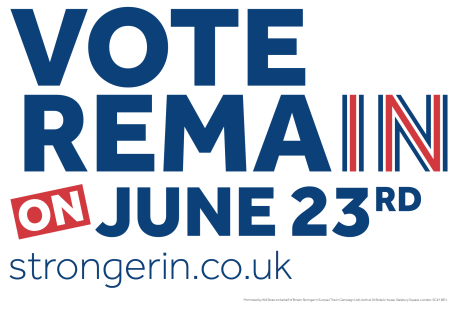 VOTE
REMAIN
ON JUNE 23RD
strongerin.co.uk